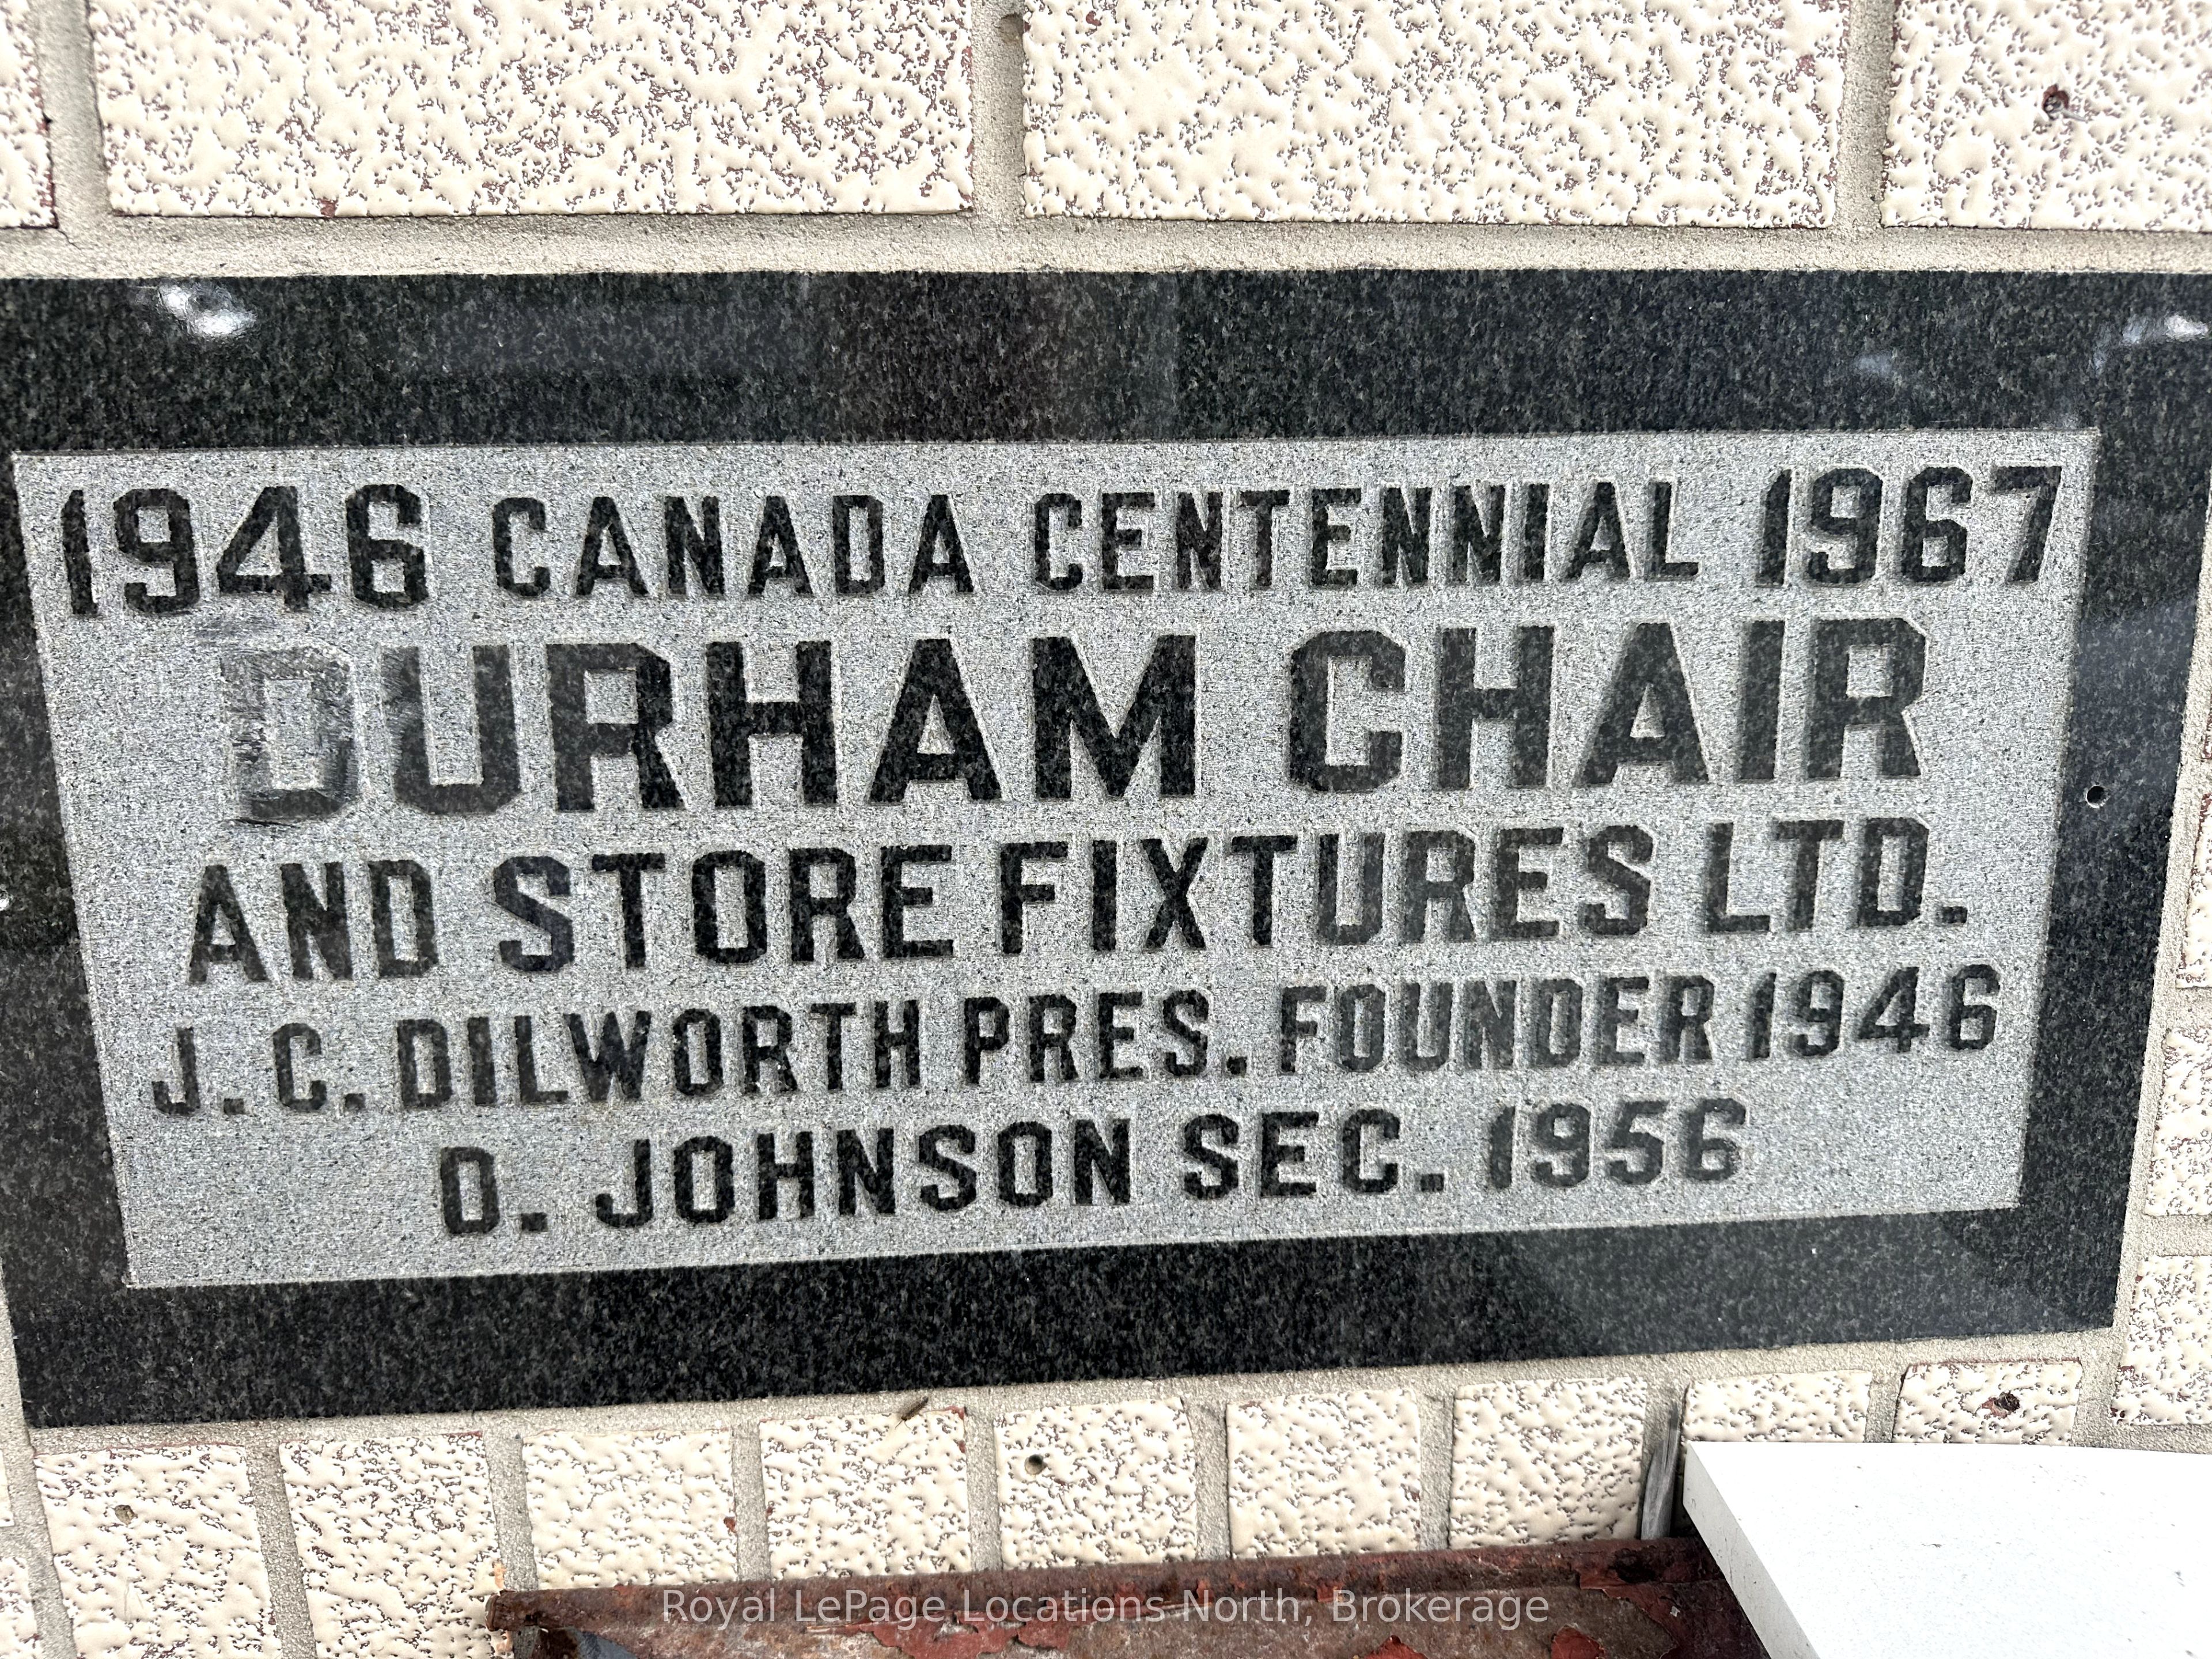 1946 CANADA CENTENNIAL 1967
DURHAM CHAIR
AND STORE FIXTURES LTD.
J. C. DILWORTH PRES. FOUNDER 1946
D. JOHNSON SEC. 1956
Royal LePage Locations North, Brokerage